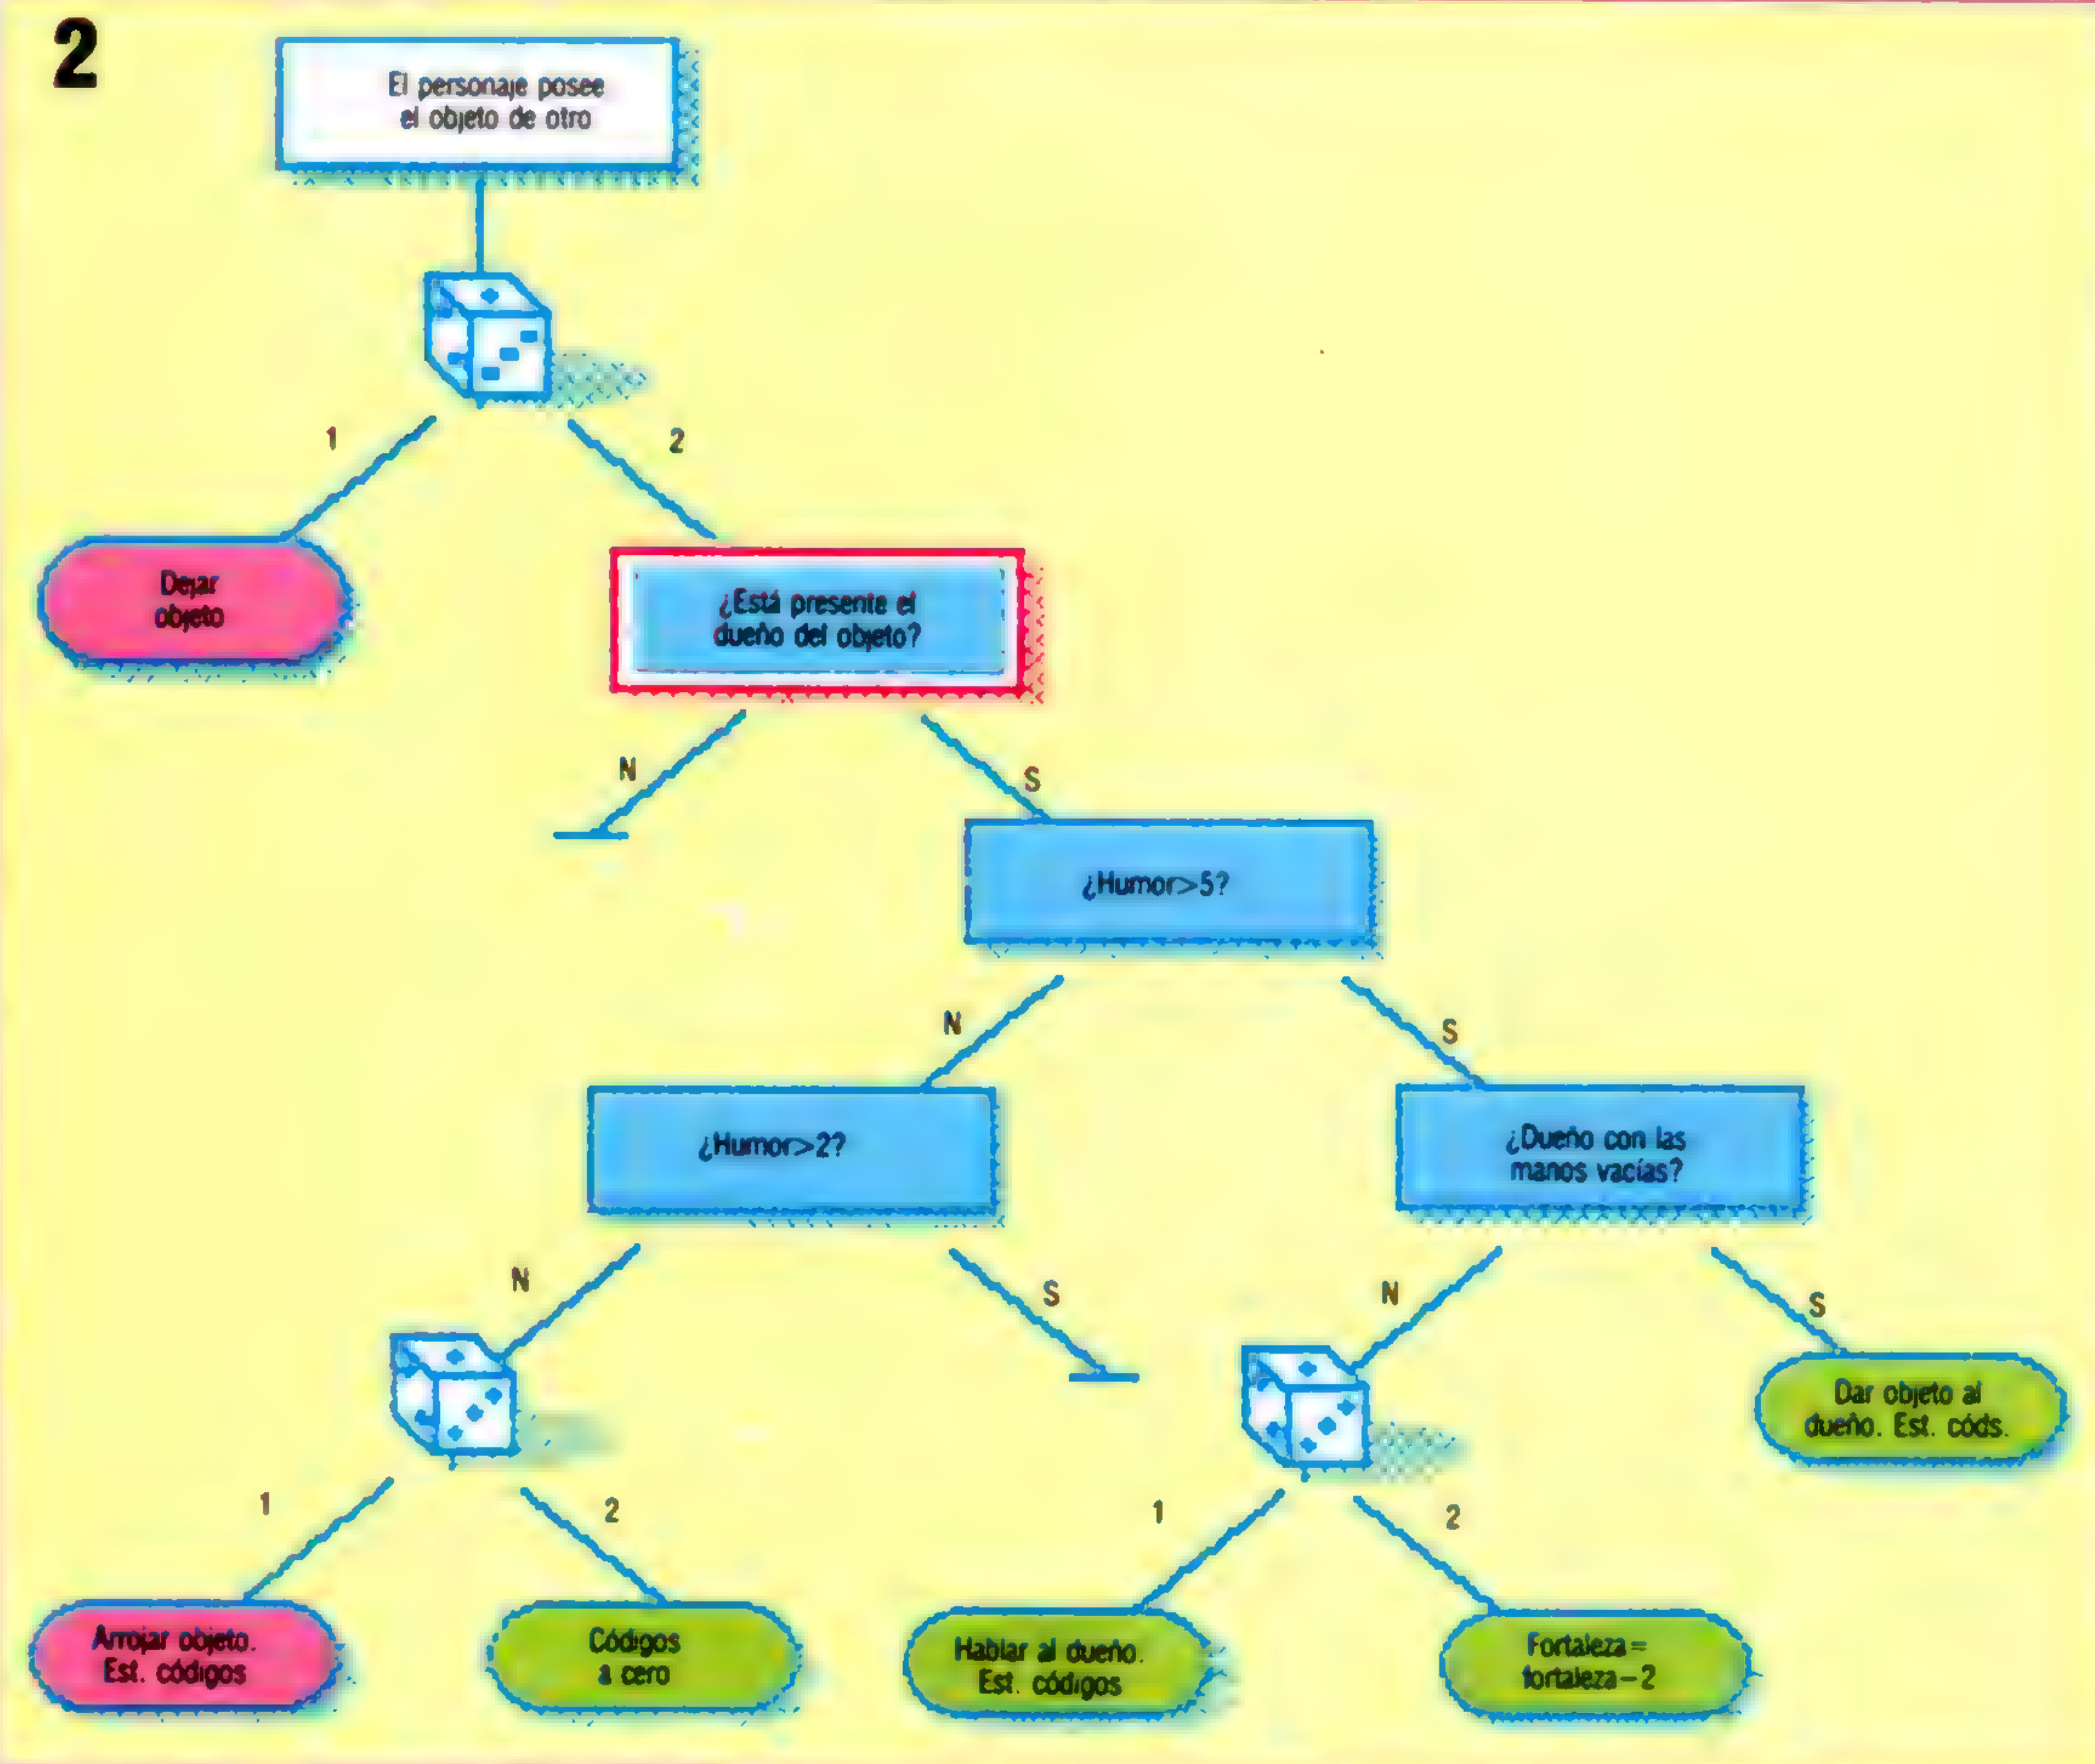 2
El personaje posee
el objeto de otro
1
2
Dejar
objeto
¿Está presente el
dueño del objeto?
N
S
¿Humor>5?
N
S
¿Humor>2?
¿Dueño con las
manos vacías?
N
S
N
S
Dar objeto al
dueño. Est. códs.
1
2
1
2
Arrojar objeto.
Est. códigos
Códigos
a cero
Hablar al dueño.
Est. códigos
Fortaleza=
fortaleza-2